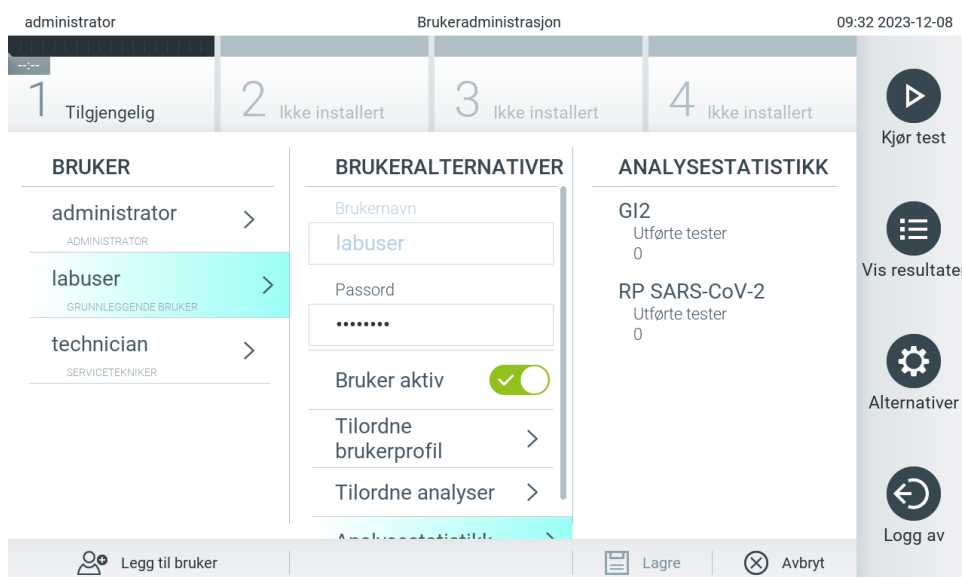 administrator
Brukeradministrasjon
09:32 2023-12-08
--:--
1 Tilgjengelig
2 Ikke installert
3 Ikke installert
4 Ikke installert
BRUKER
administrator
ADMINISTRATOR
labuser
GRUNNLEGGENDE BRUKER
technician
SERVICETEKNIKER
BRUKERALTERNATIVER
Brukernavn
labuser
Passord
••••••••
Bruker aktiv
Tilordne
brukerprofil
Tilordne analyser
Analysestatistikk
ANALYSESTATISTIKK
GI2
Utførte tester
0
RP SARS-CoV-2
Utførte tester
0
Kjør test
Vis resultater
Alternativer
Logg av
Legg til bruker
Lagre
Avbryt